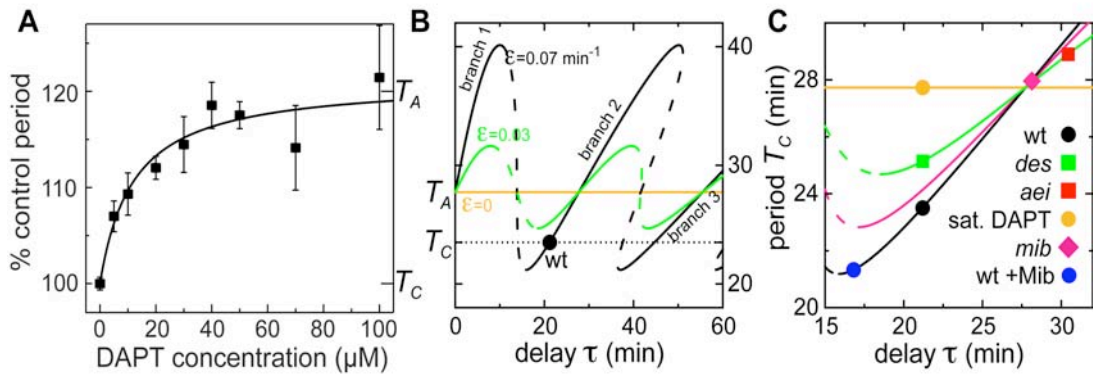 A
% control period
120
110
100
0
20
40
60
80
100
DAPT concentration (μM)
T_A
T_C
B
branch 1
ε=0.07 min⁻¹
branch 2
ε=0.03
T_A
ε=0
T_C
wt
branch 3
40
30
20
0
20
40
60
delay τ (min)
C
period T_C (min)
28
24
20
15
20
25
30
delay τ (min)
wt
des
aei
sat. DAPT
mib
wt +Mib